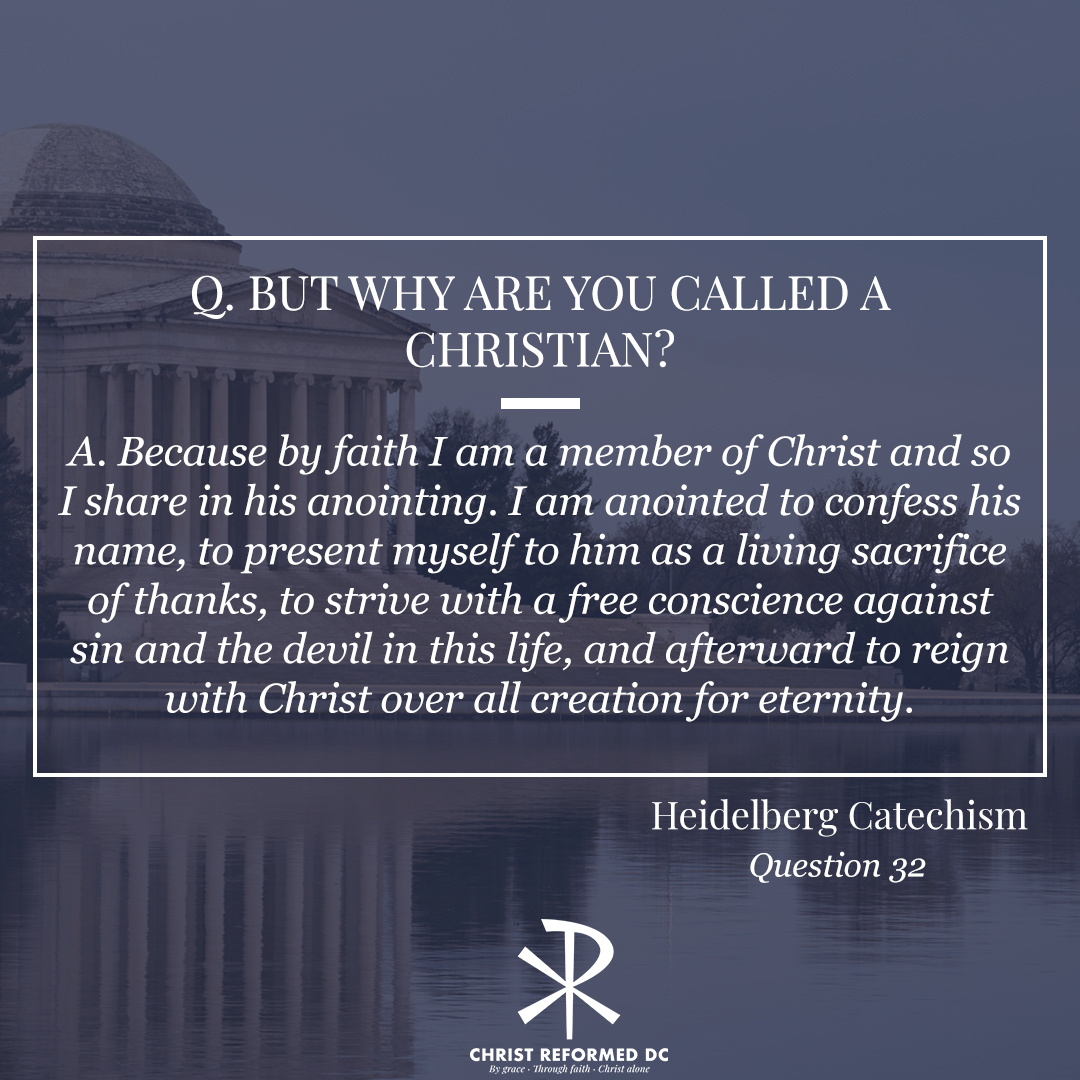 Q. BUT WHY ARE YOU CALLED A
CHRISTIAN?
A. Because by faith I am a member of Christ and so
I share in his anointing. I am anointed to confess his
name, to present myself to him as a living sacrifice
of thanks, to strive with a free conscience against
sin and the devil in this life, and afterward to reign
with Christ over all creation for eternity.
Heidelberg Catechism
Question 32
CHRIST REFORMED DC
By grace · Through faith · Christ alone